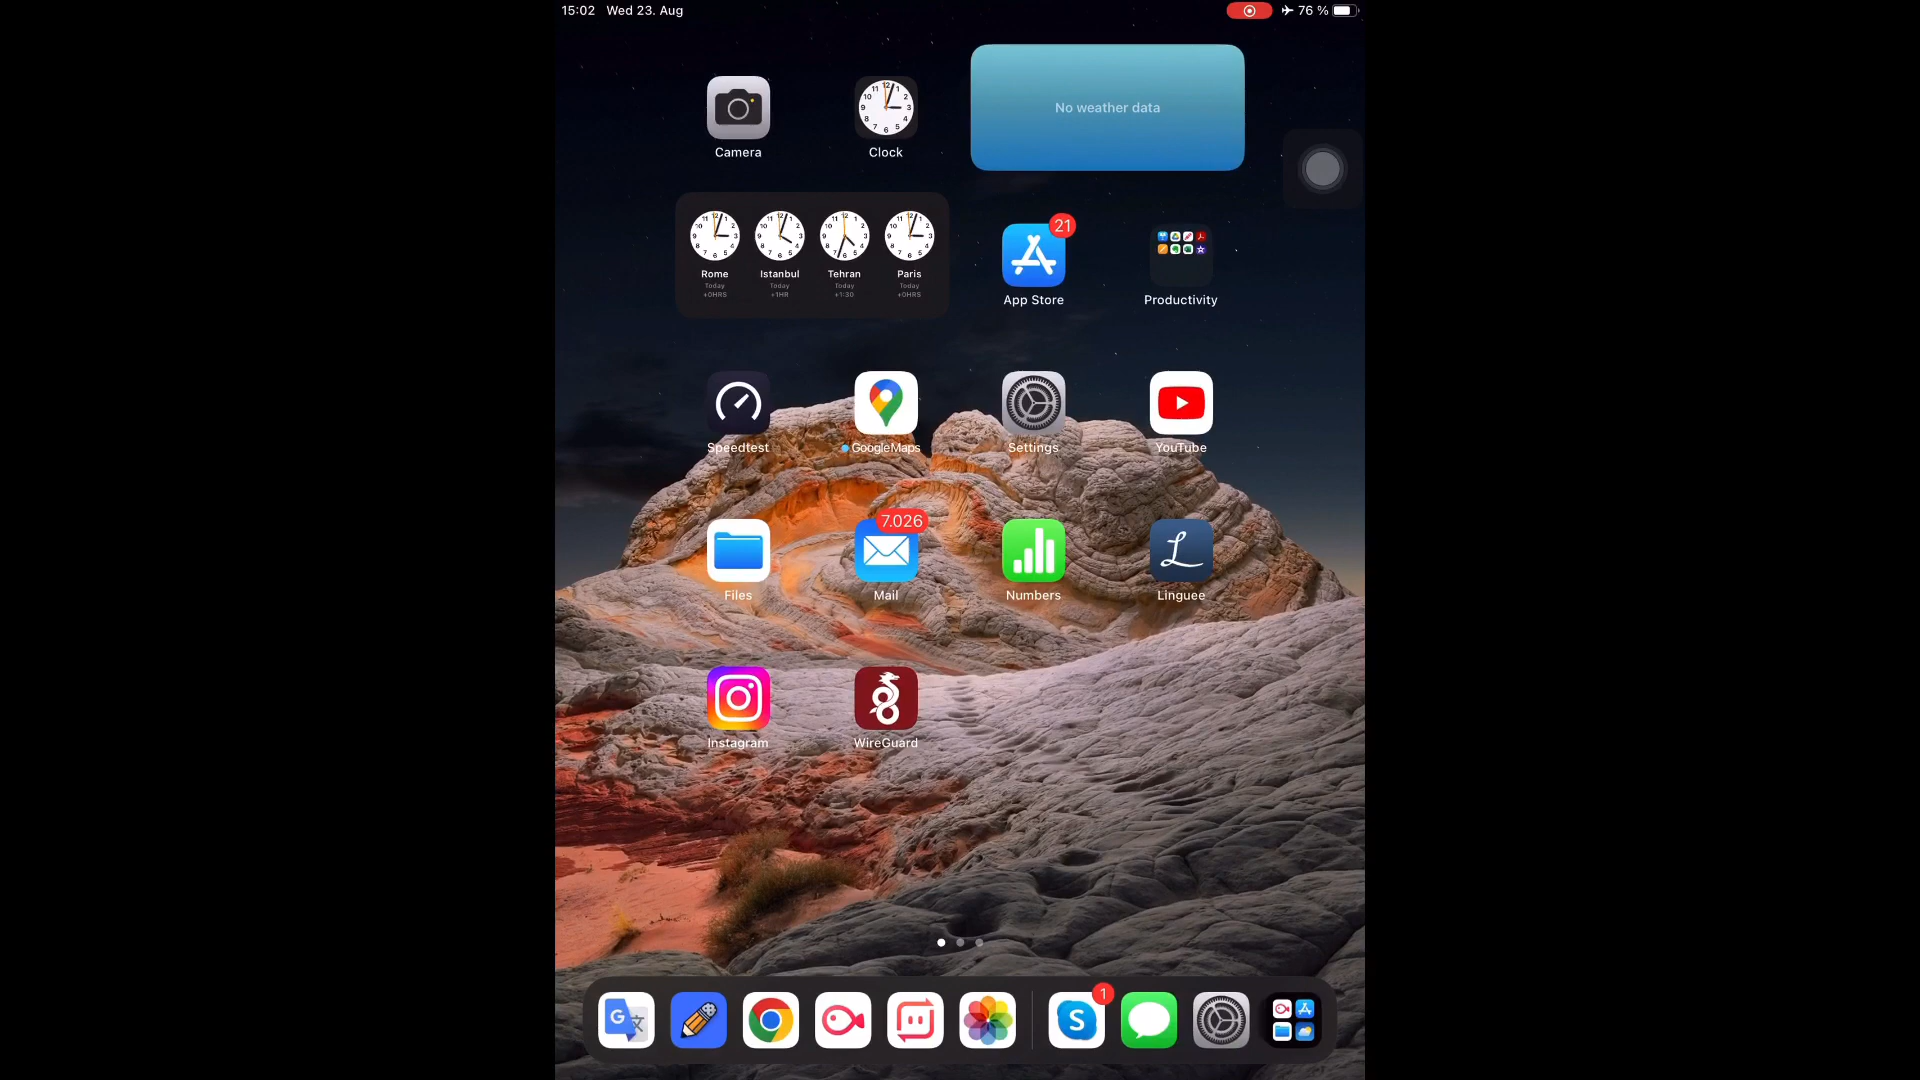 15:02 Wed 23. Aug
76 %
No weather data
Camera
Clock
Rome
Istanbul
Tehran
Paris
Today
Today
Today
Today
+0HRS
+1HR
+1:30
+0HRS
21
App Store
Productivity
Speedtest
GoogleMaps
Settings
YouTube
7.026
Files
Mail
Numbers
Linguee
Instagram
WireGuard
1